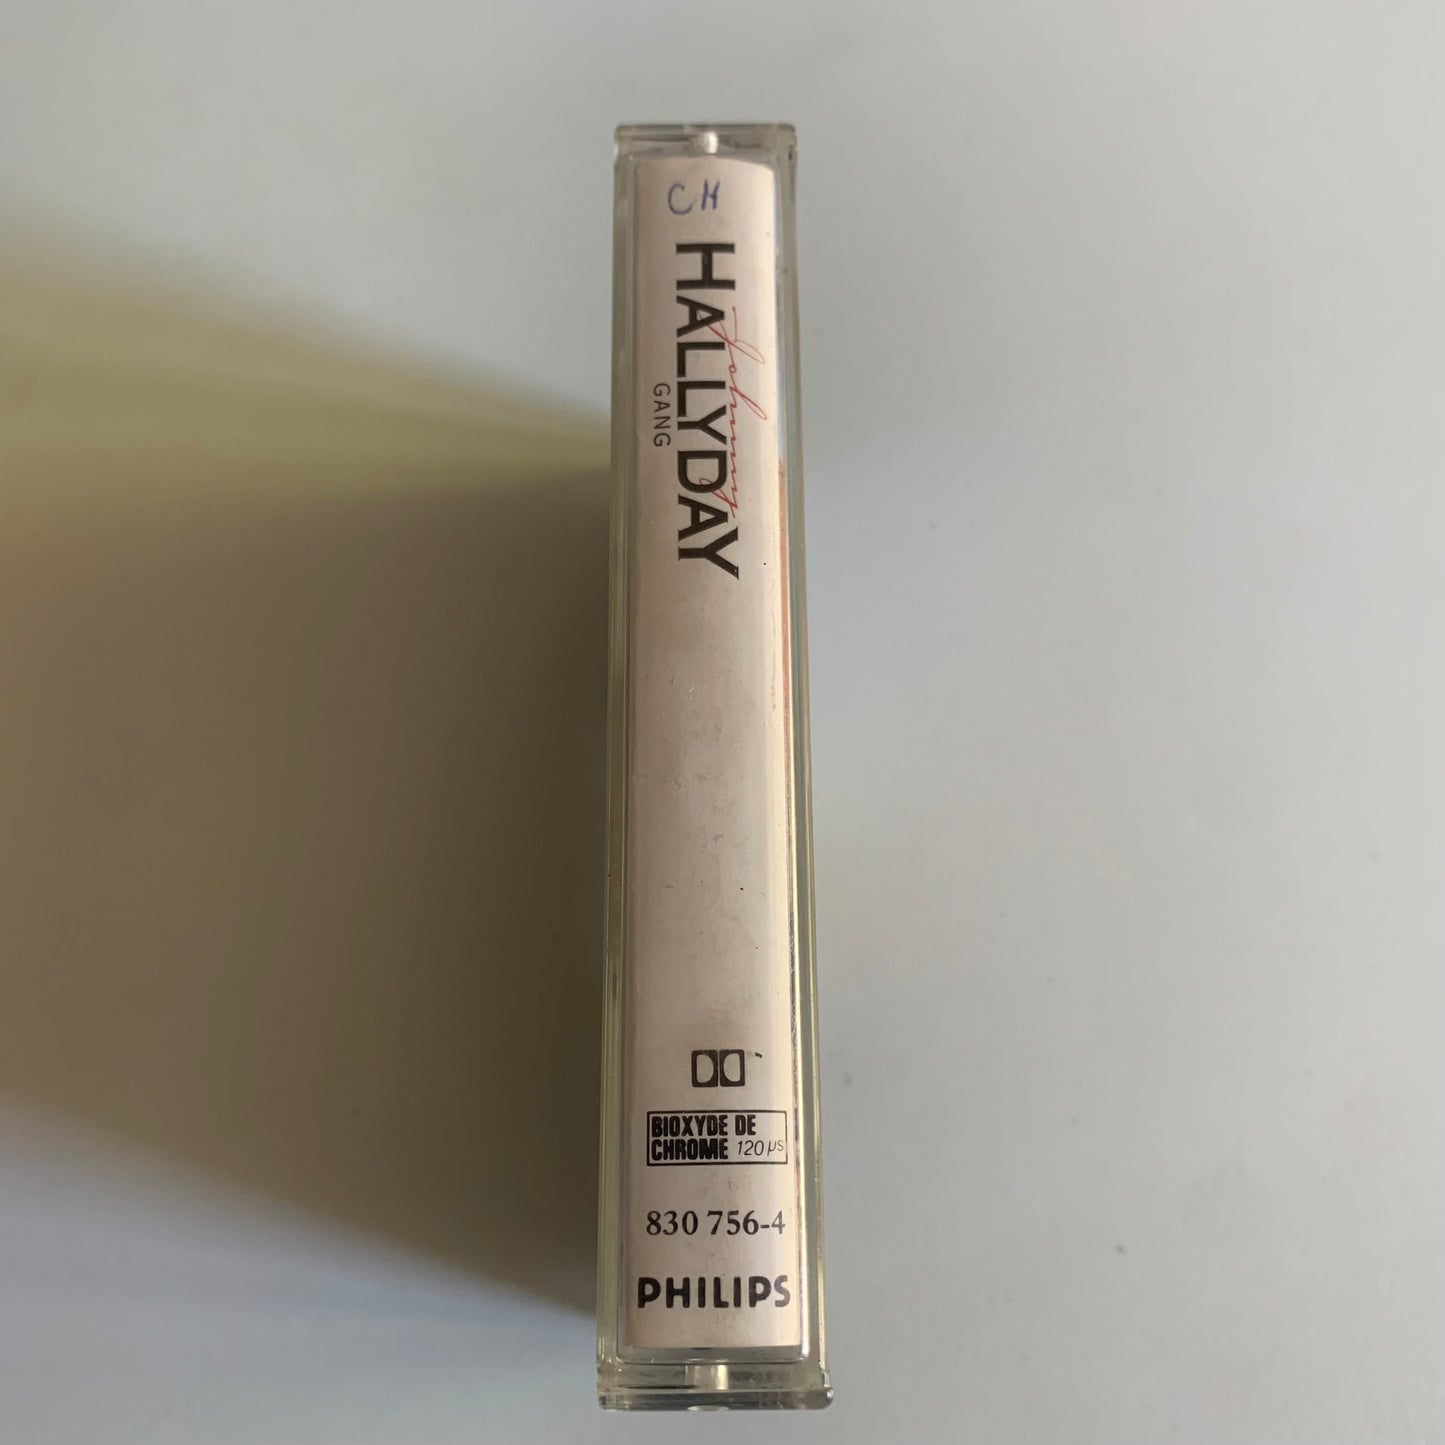 CH
HALLYDAY
Johnny
GANG
BIOXYDE DE
CHROME 120 µs
830 756-4
PHILIPS